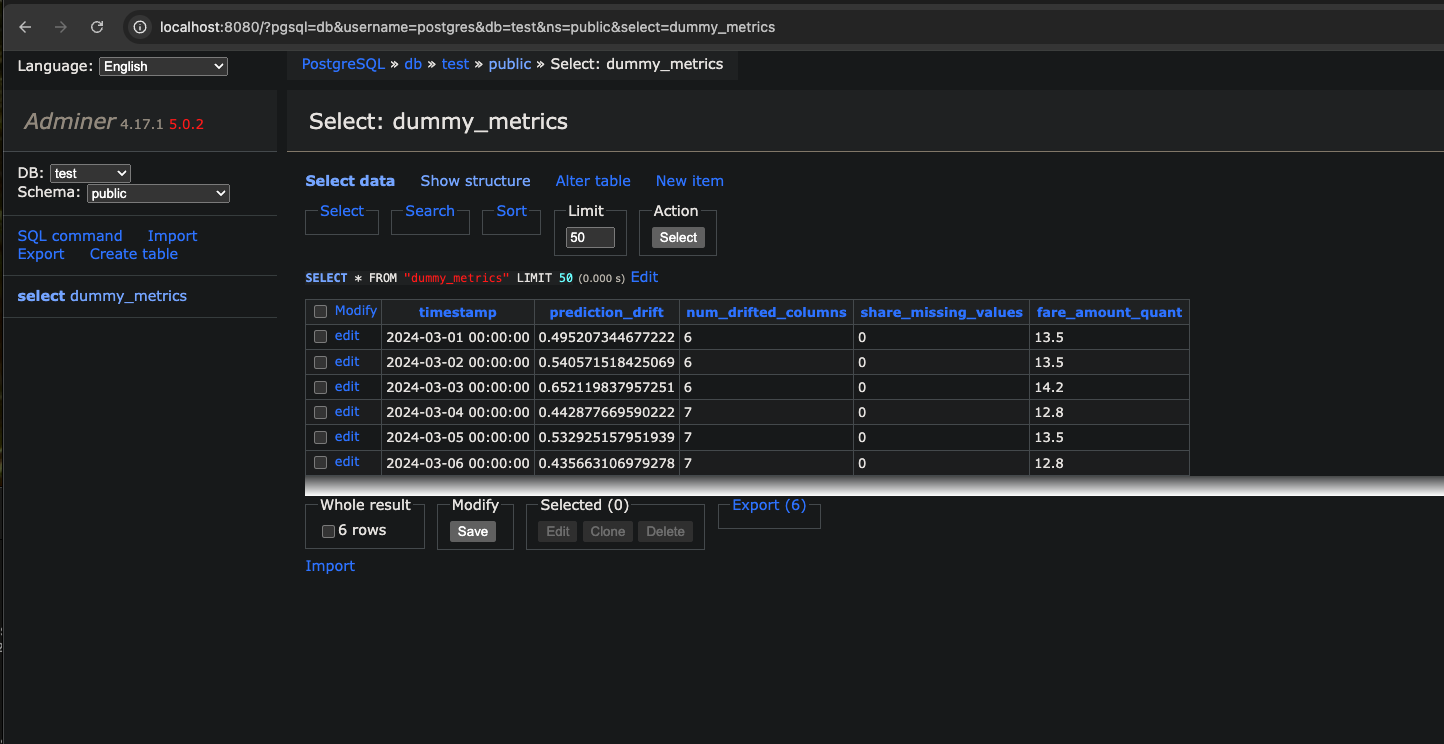 localhost:8080/?pgsql=db&username=postgres&db=test&ns=public&select=dummy_metrics
Language: English
PostgreSQL » db » test » public » Select: dummy_metrics
Adminer 4.17.1 5.0.2
Select: dummy_metrics
DB: test
Schema: public
SQL command Import
Export Create table
select dummy_metrics
Select data Show structure Alter table New item
Select Search Sort Limit Action
50 Select
SELECT * FROM "dummy_metrics" LIMIT 50 (0.000 s) Edit
Modify timestamp prediction_drift num_drifted_columns share_missing_values fare_amount_quant
edit 2024-03-01 00:00:00 0.495207344677222 6 0 13.5
edit 2024-03-02 00:00:00 0.540571518425069 6 0 13.5
edit 2024-03-03 00:00:00 0.652119837957251 6 0 14.2
edit 2024-03-04 00:00:00 0.442877669590222 7 0 12.8
edit 2024-03-05 00:00:00 0.532925157951939 7 0 13.5
edit 2024-03-06 00:00:00 0.435663106979278 7 0 12.8
Whole result Modify Selected (0) Export (6)
6 rows Save Edit Clone Delete
Import